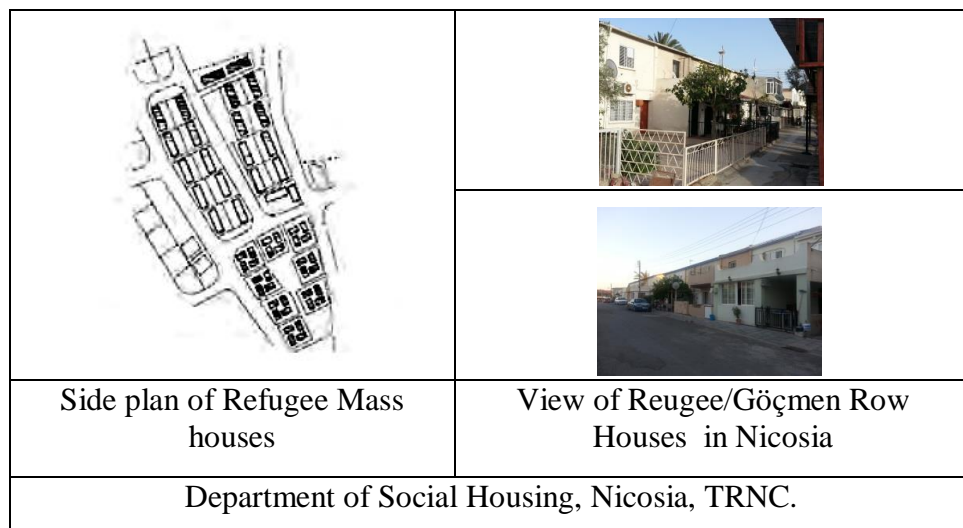 Side plan of Refugee Mass
houses
View of Reugee/Göçmen Row
Houses in Nicosia
Department of Social Housing, Nicosia, TRNC.